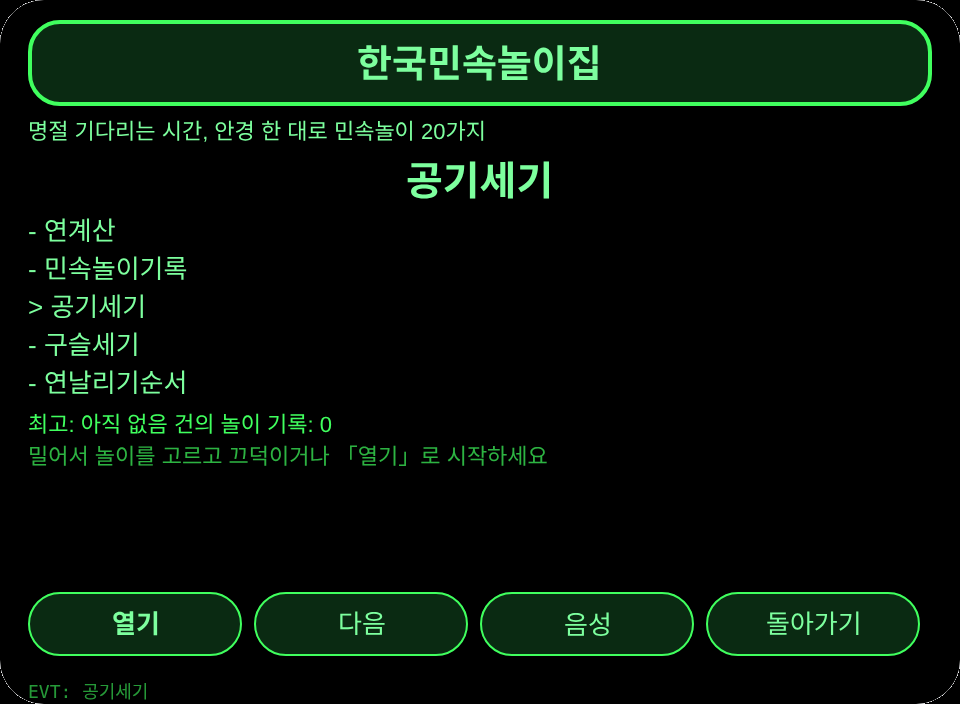 한국민속놀이집
명절 기다리는 시간, 안경 한 대로 민속놀이 20가지
공기세기
- 연계산
- 민속놀이기록
> 공기세기
- 구슬세기
- 연날리기순서
최고: 아직 없음 건의 놀이 기록: 0
밀어서 놀이를 고르고 끄덕이거나 「열기」로 시작하세요
열기 다음 음성 돌아가기
EVT: 공기세기